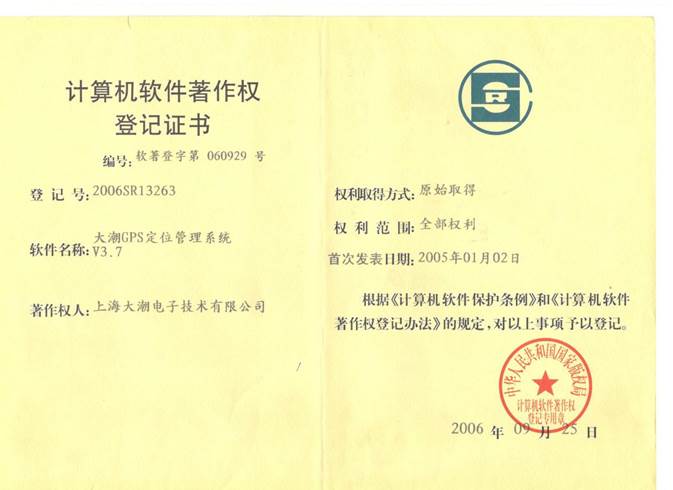 计算机软件著作权
登记证书
编号: 软著登字第 060929 号
登 记 号: 2006SR13263
软件名称: 大潮GPS定位管理系统
V3.7
著作权人: 上海大潮电子技术有限公司
SR
权利取得方式: 原始取得
权 利 范 围: 全部权利
首次发表日期: 2005年01月02日
根据《计算机软件保护条例》和《计算机软件
著作权登记办法》的规定,对以上事项予以登记。
中华人民共和国国家版权局
计算机软件著作权
登记专用章
2006 年 09 月 25 日